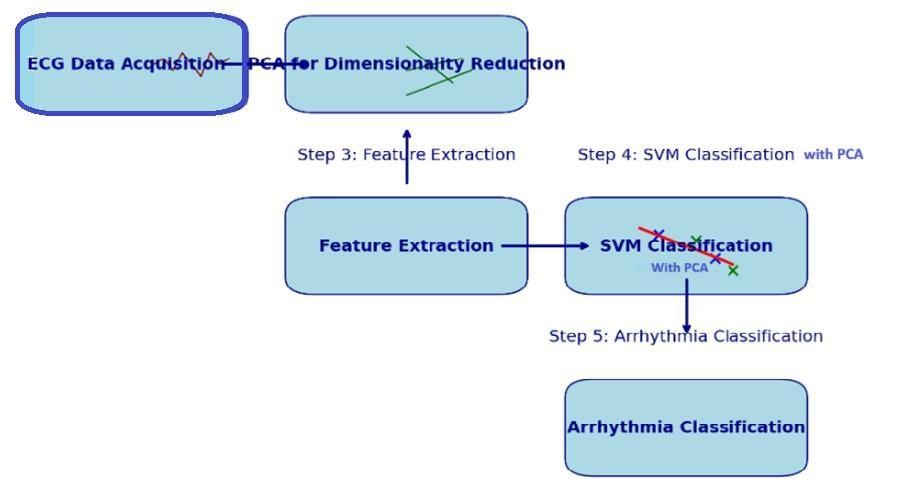 ECG Data Acquisition
PCA for Dimensionality Reduction
Step 3: Feature Extraction
Step 4: SVM Classification with PCA
Feature Extraction
SVM Classification
With PCA
Step 5: Arrhythmia Classification
Arrhythmia Classification